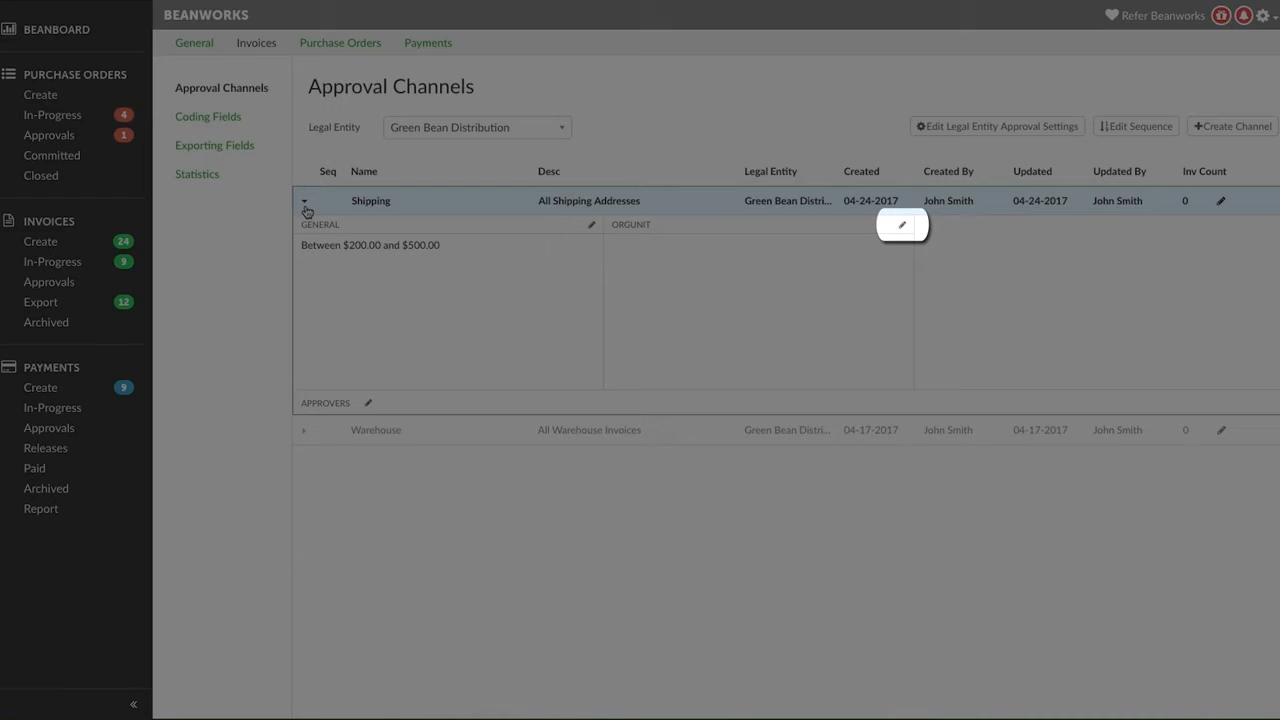 BEANBOARD
PURCHASE ORDERS
Create
In-Progress 4
Approvals 1
Committed
Closed
INVOICES
Create 24
In-Progress 9
Approvals
Export 12
Archived
PAYMENTS
Create 9
In-Progress
Approvals
Releases
Paid
Archived
Report
«
BEANWORKS
Refer Beanworks
General Invoices Purchase Orders Payments
Approval Channels
Coding Fields
Exporting Fields
Statistics
Approval Channels
Legal Entity Green Bean Distribution Edit Legal Entity Approval Settings Edit Sequence Create Channel
Seq Name Desc Legal Entity Created Created By Updated Updated By Inv Count
Shipping All Shipping Addresses Green Bean Distri... 04-24-2017 John Smith 04-24-2017 John Smith 0
GENERAL ORGUNIT
Between $200.00 and $500.00
APPROVERS
Warehouse All Warehouse Invoices Green Bean Distri... 04-17-2017 John Smith 04-17-2017 John Smith 0